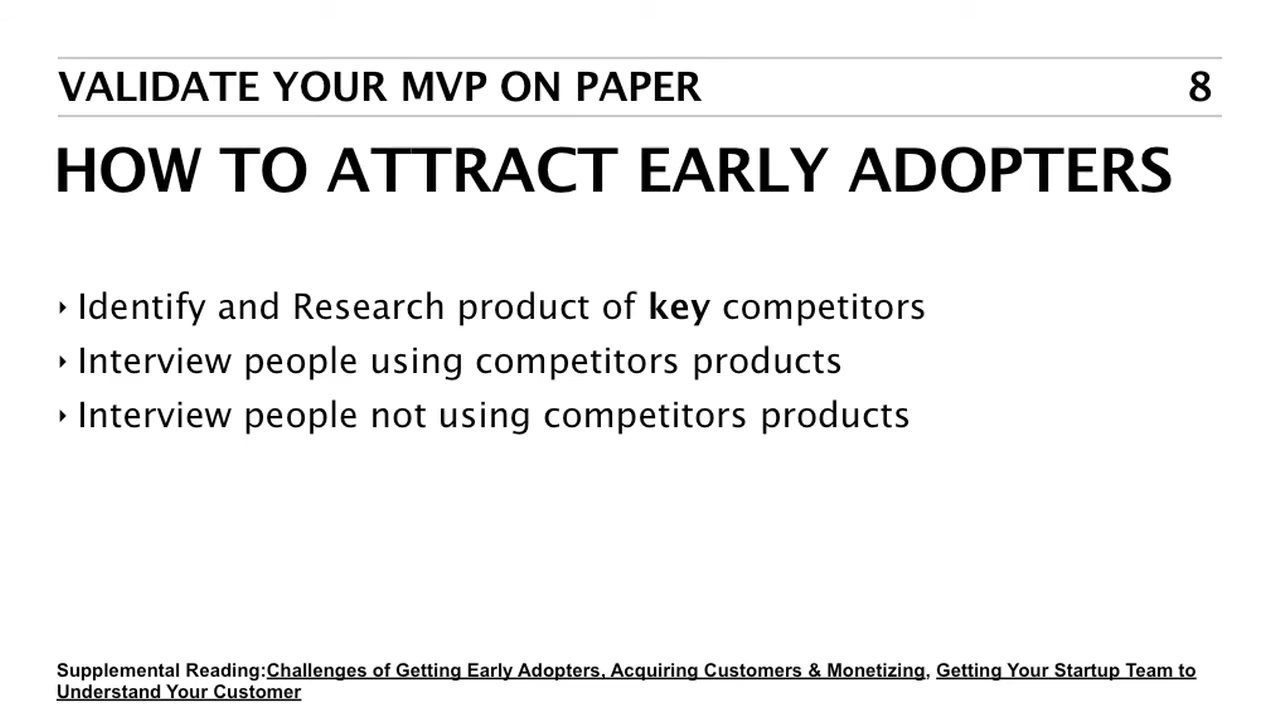 VALIDATE YOUR MVP ON PAPER 8
HOW TO ATTRACT EARLY ADOPTERS
‣ Identify and Research product of key competitors
‣ Interview people using competitors products
‣ Interview people not using competitors products
Supplemental Reading:Challenges of Getting Early Adopters, Acquiring Customers & Monetizing, Getting Your Startup Team to
Understand Your Customer